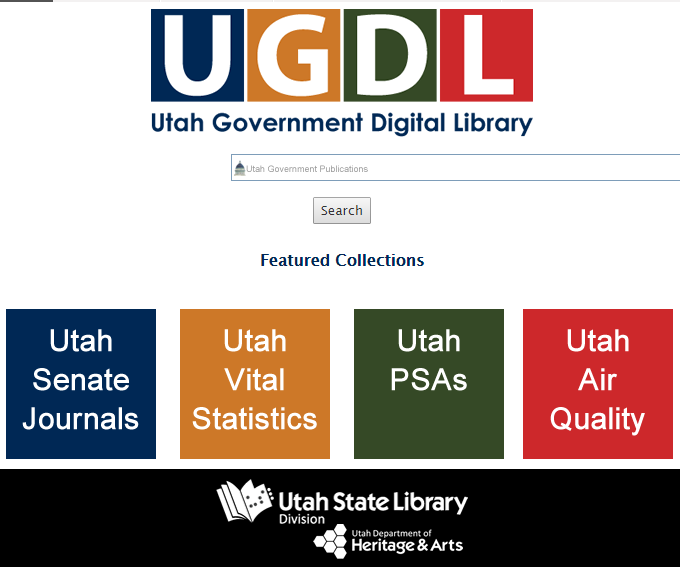 UGDL
Utah Government Digital Library
Utah Government Publications
Search
Featured Collections
Utah
Senate
Journals
Utah
Vital
Statistics
Utah
PSAs
Utah
Air
Quality
Utah State Library
Division
Utah Department of
Heritage & Arts